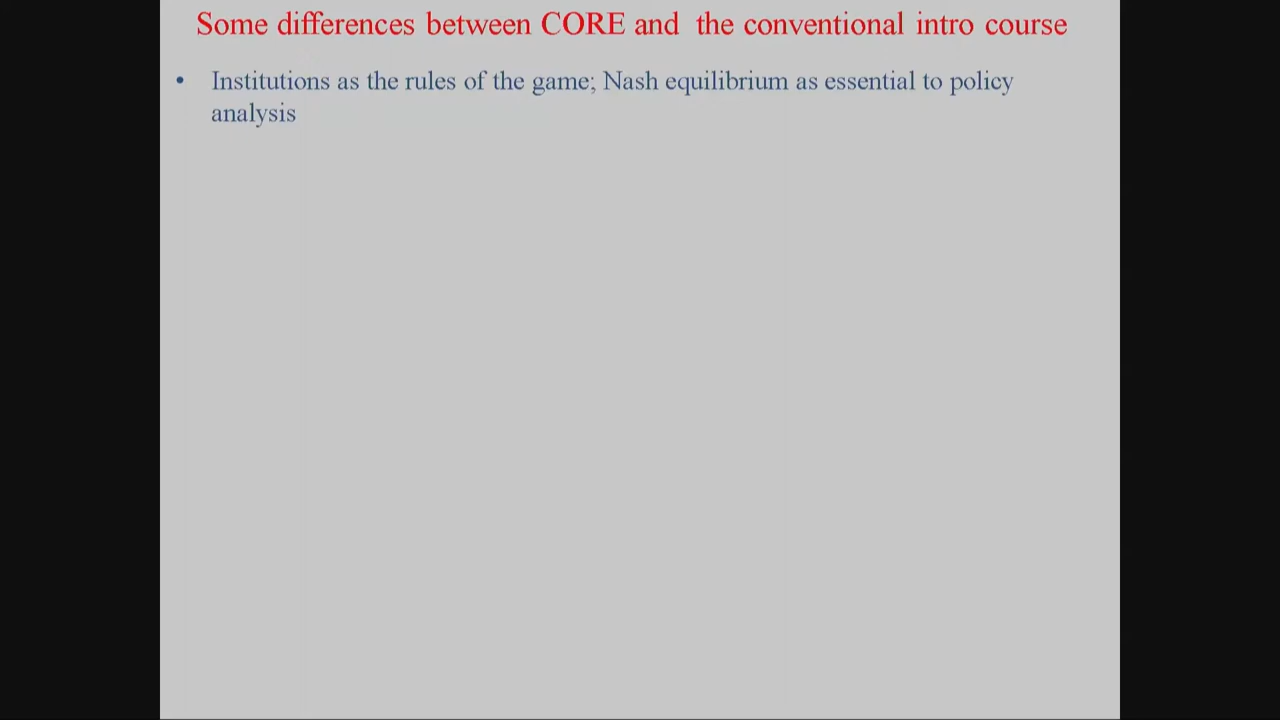 Some differences between CORE and the conventional intro course
• Institutions as the rules of the game; Nash equilibrium as essential to policy
analysis